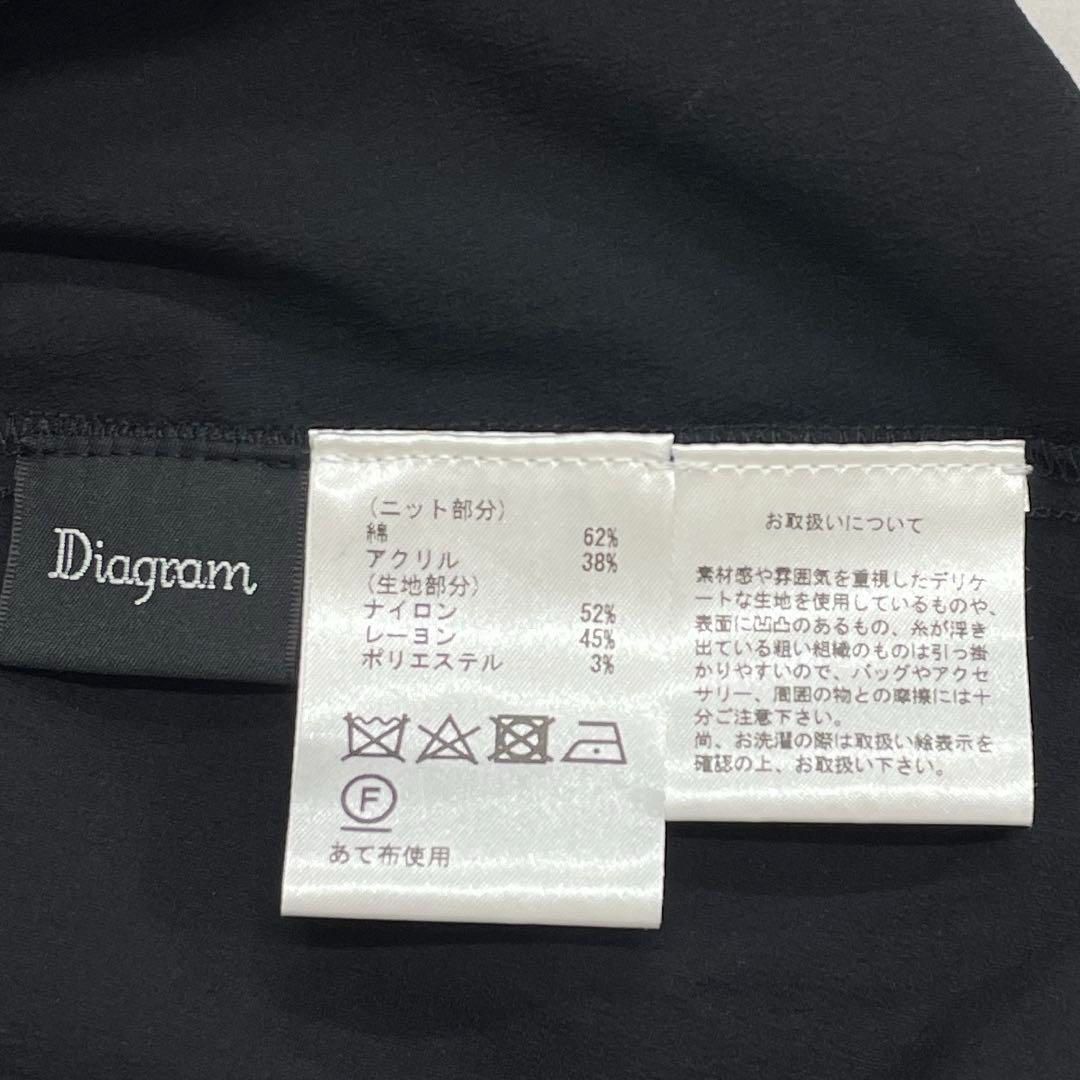 Diagram
(ニット部分)
綿 62%
アクリル 38%
(生地部分)
ナイロン 52%
レーヨン 45%
ポリエステル 3%
F
あて布使用
お取扱いについて
素材感や雰囲気を重視したデリケ
ートな生地を使用しているものや、
表面に凹凸のあるもの、糸が浮き
出ている粗い組織のものは引っ掛
かりやすいので、バッグやアクセ
サリー、周囲の物との摩擦には十
分ご注意下さい。
尚、お洗濯の際は取扱い絵表示を
確認の上、お取扱い下さい。